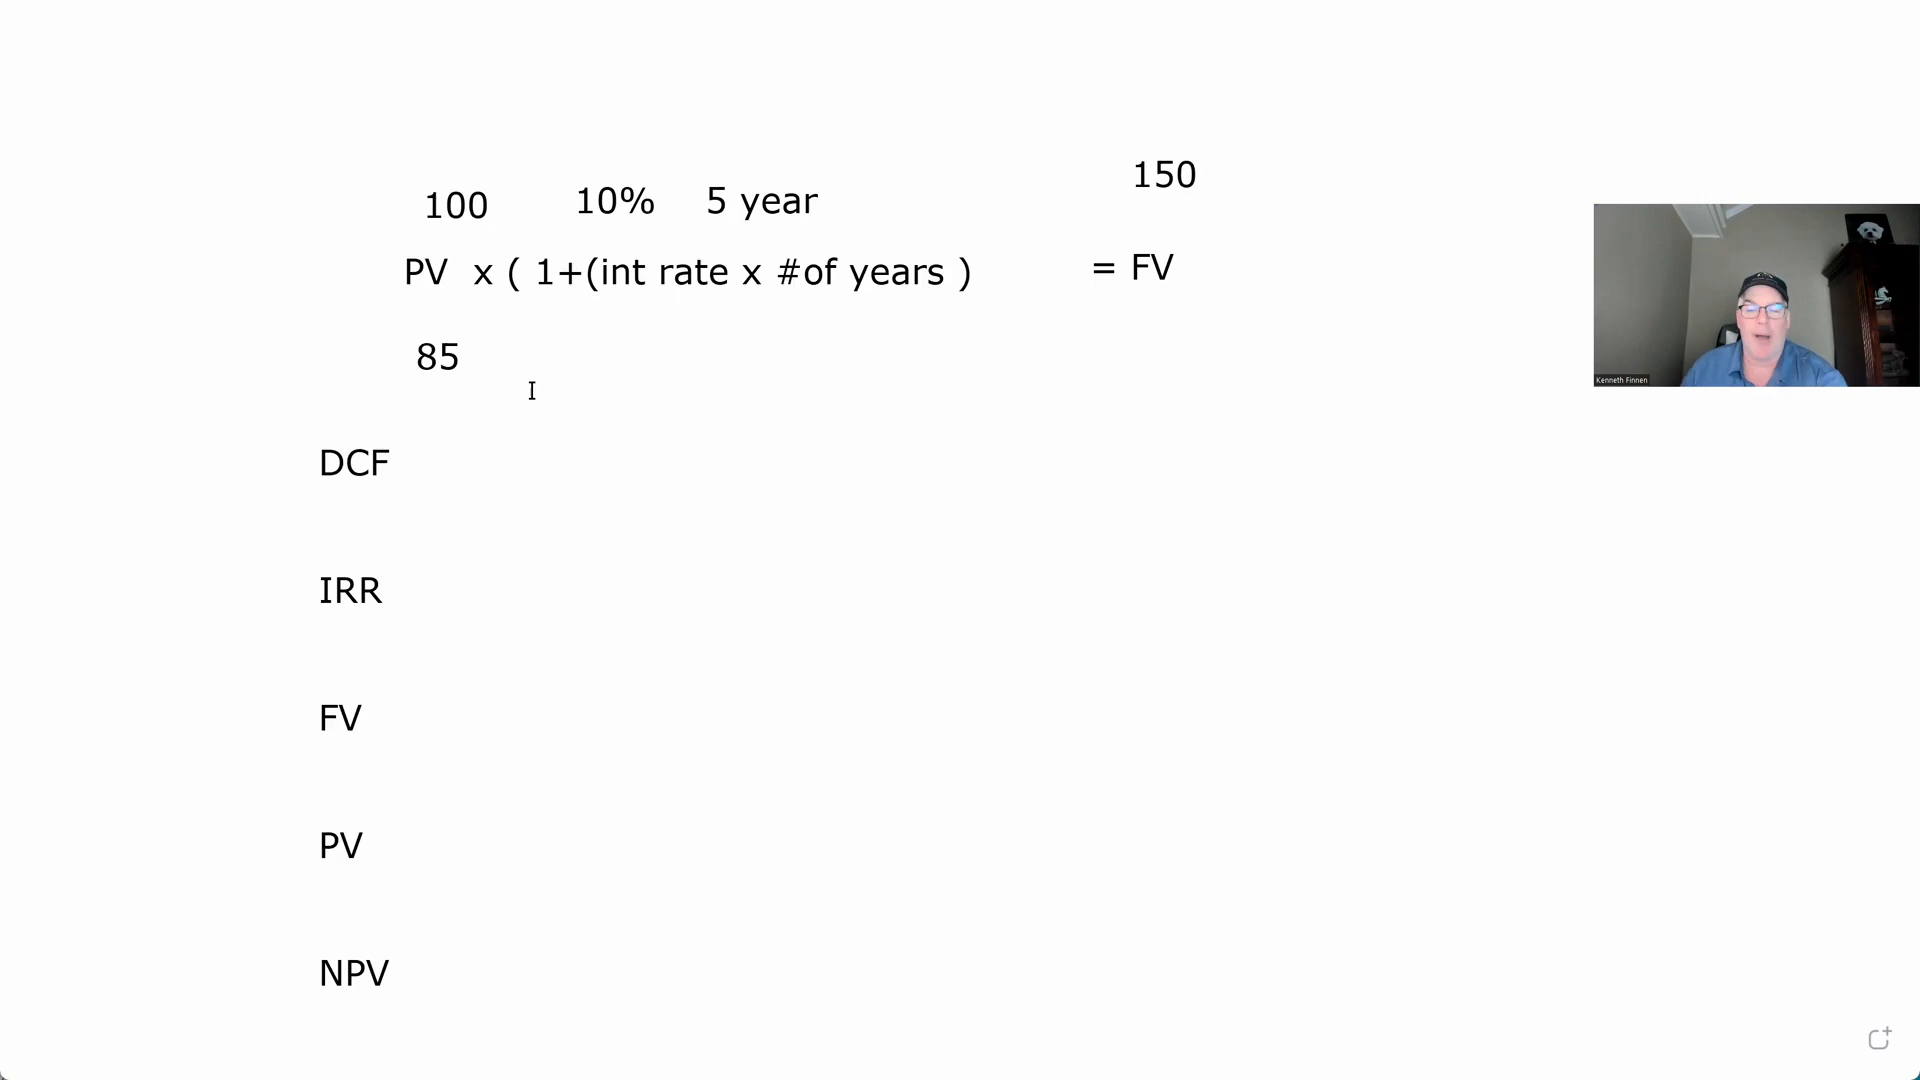 150
100 10% 5 year
PV x ( 1+(int rate x #of years ) = FV
85
Kenneth Finnen
DCF
IRR
FV
PV
NPV